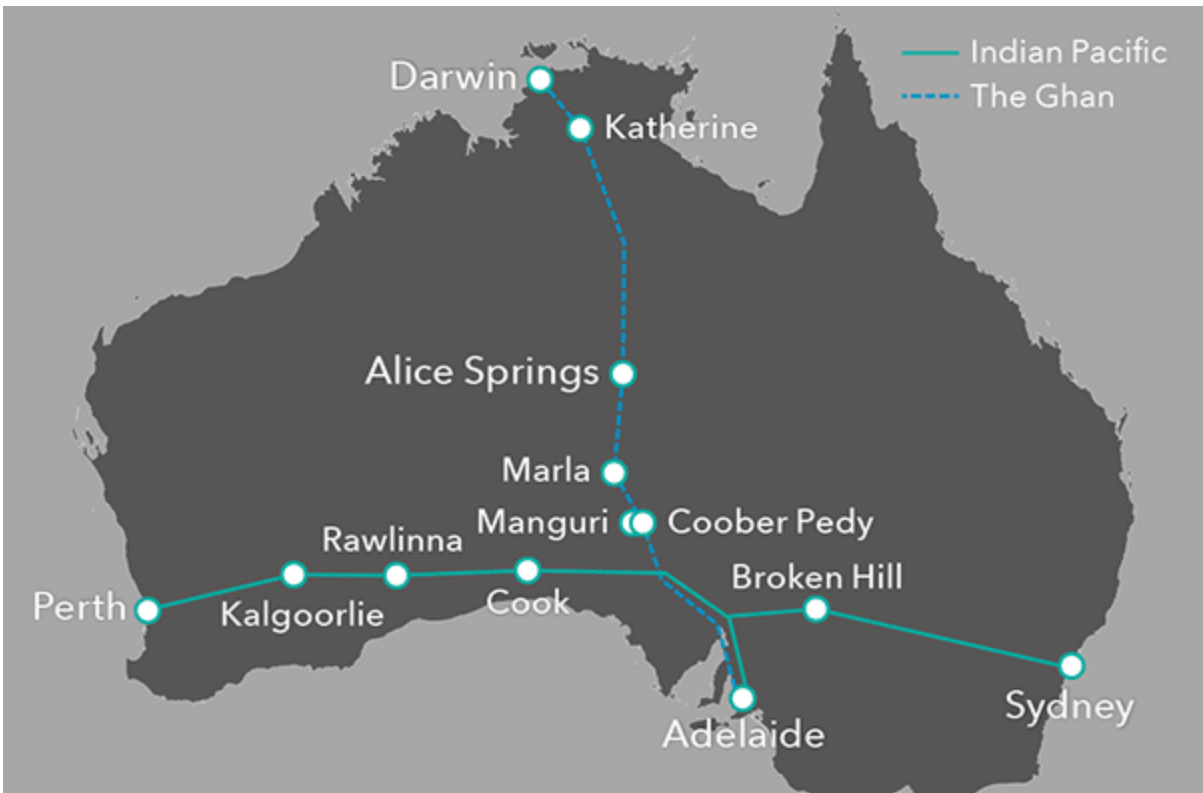 Indian Pacific
The Ghan
Darwin
Katherine
Alice Springs
Marla
Manguri
Coober Pedy
Rawlinna
Broken Hill
Perth
Kalgoorlie
Cook
Sydney
Adelaide